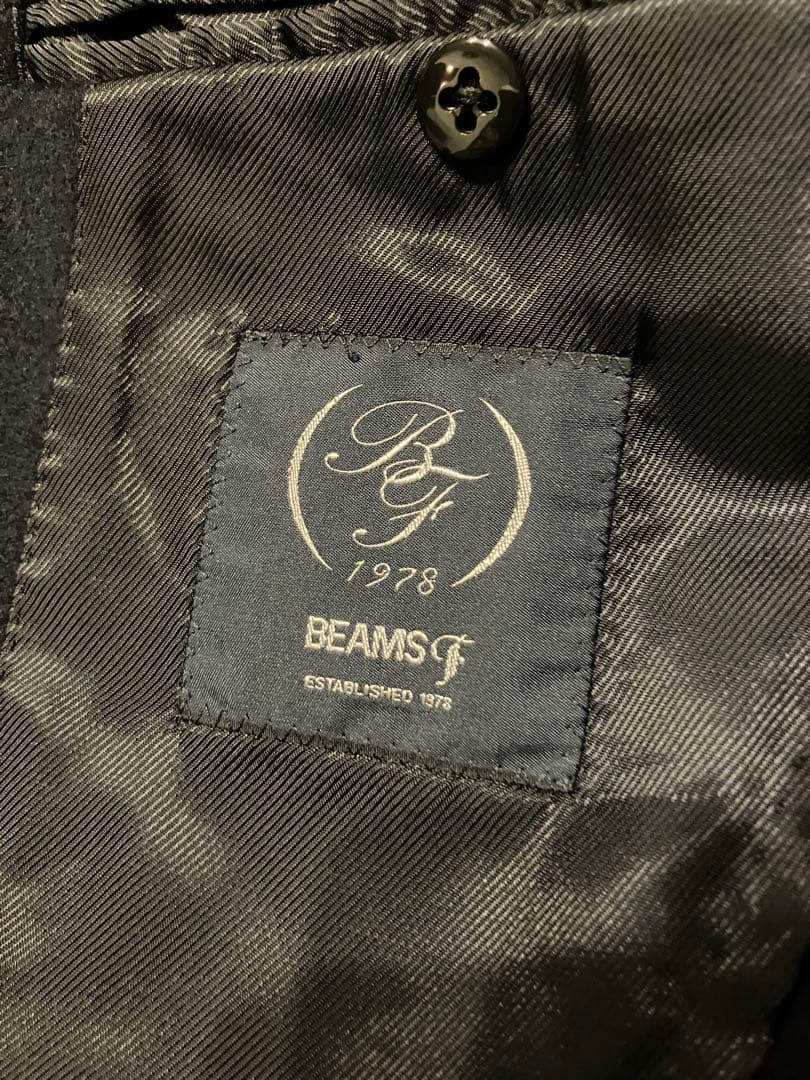 BF
1978
BEAMS F
ESTABLISHED 1978